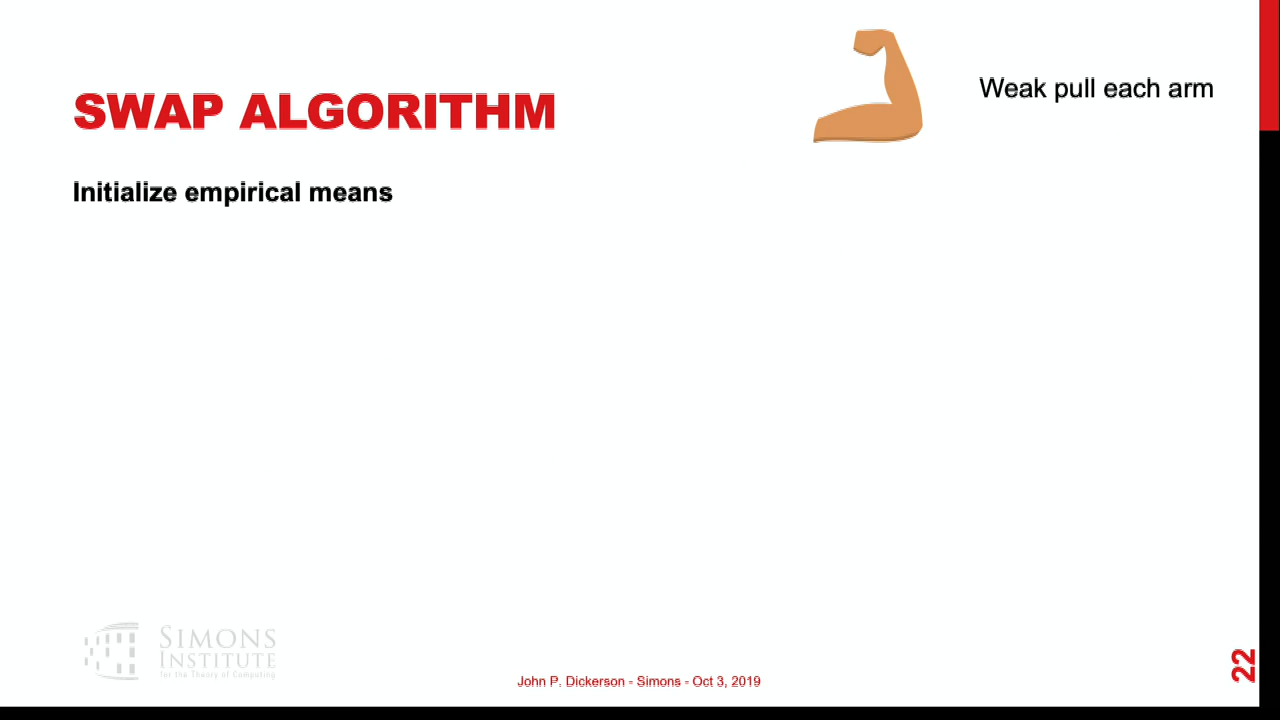 SWAP ALGORITHM
Weak pull each arm
Initialize empirical means
SIMONS
INSTITUTE
for the Theory of Computing
John P. Dickerson - Simons - Oct 3, 2019
22